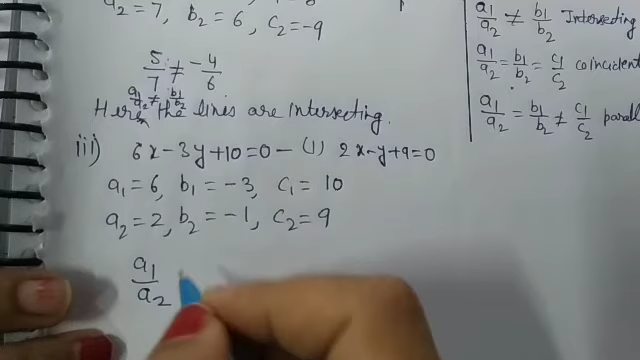 a₂ = 7, b₂ = 6, c₂ = -9
5/7 ≠ -4/6
a₁/a₂ ≠ b₁/b₂
Here the lines are intersecting.
iii) 6x - 3y + 10 = 0 - (1) 2x - y + 9 = 0
a₁ = 6, b₁ = -3, c₁ = 10
a₂ = 2, b₂ = -1, c₂ = 9
a₁/a₂
a₁/a₂ ≠ b₁/b₂ Intersecting
a₁/a₂ = b₁/b₂ = c₁/c₂ coincident
a₁/a₂ = b₁/b₂ ≠ c₁/c₂ parall